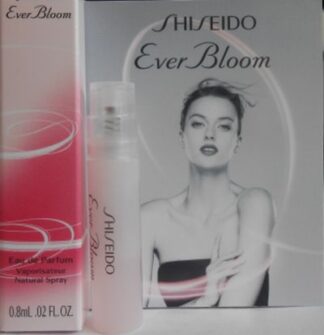 Ever Bloom
Eau de Parfum
Vaporisateur
Natural Spray
0.8mL .02 FL.OZ.
SHISEIDO
Ever Bloom
SHISEIDO
Ever Bloom